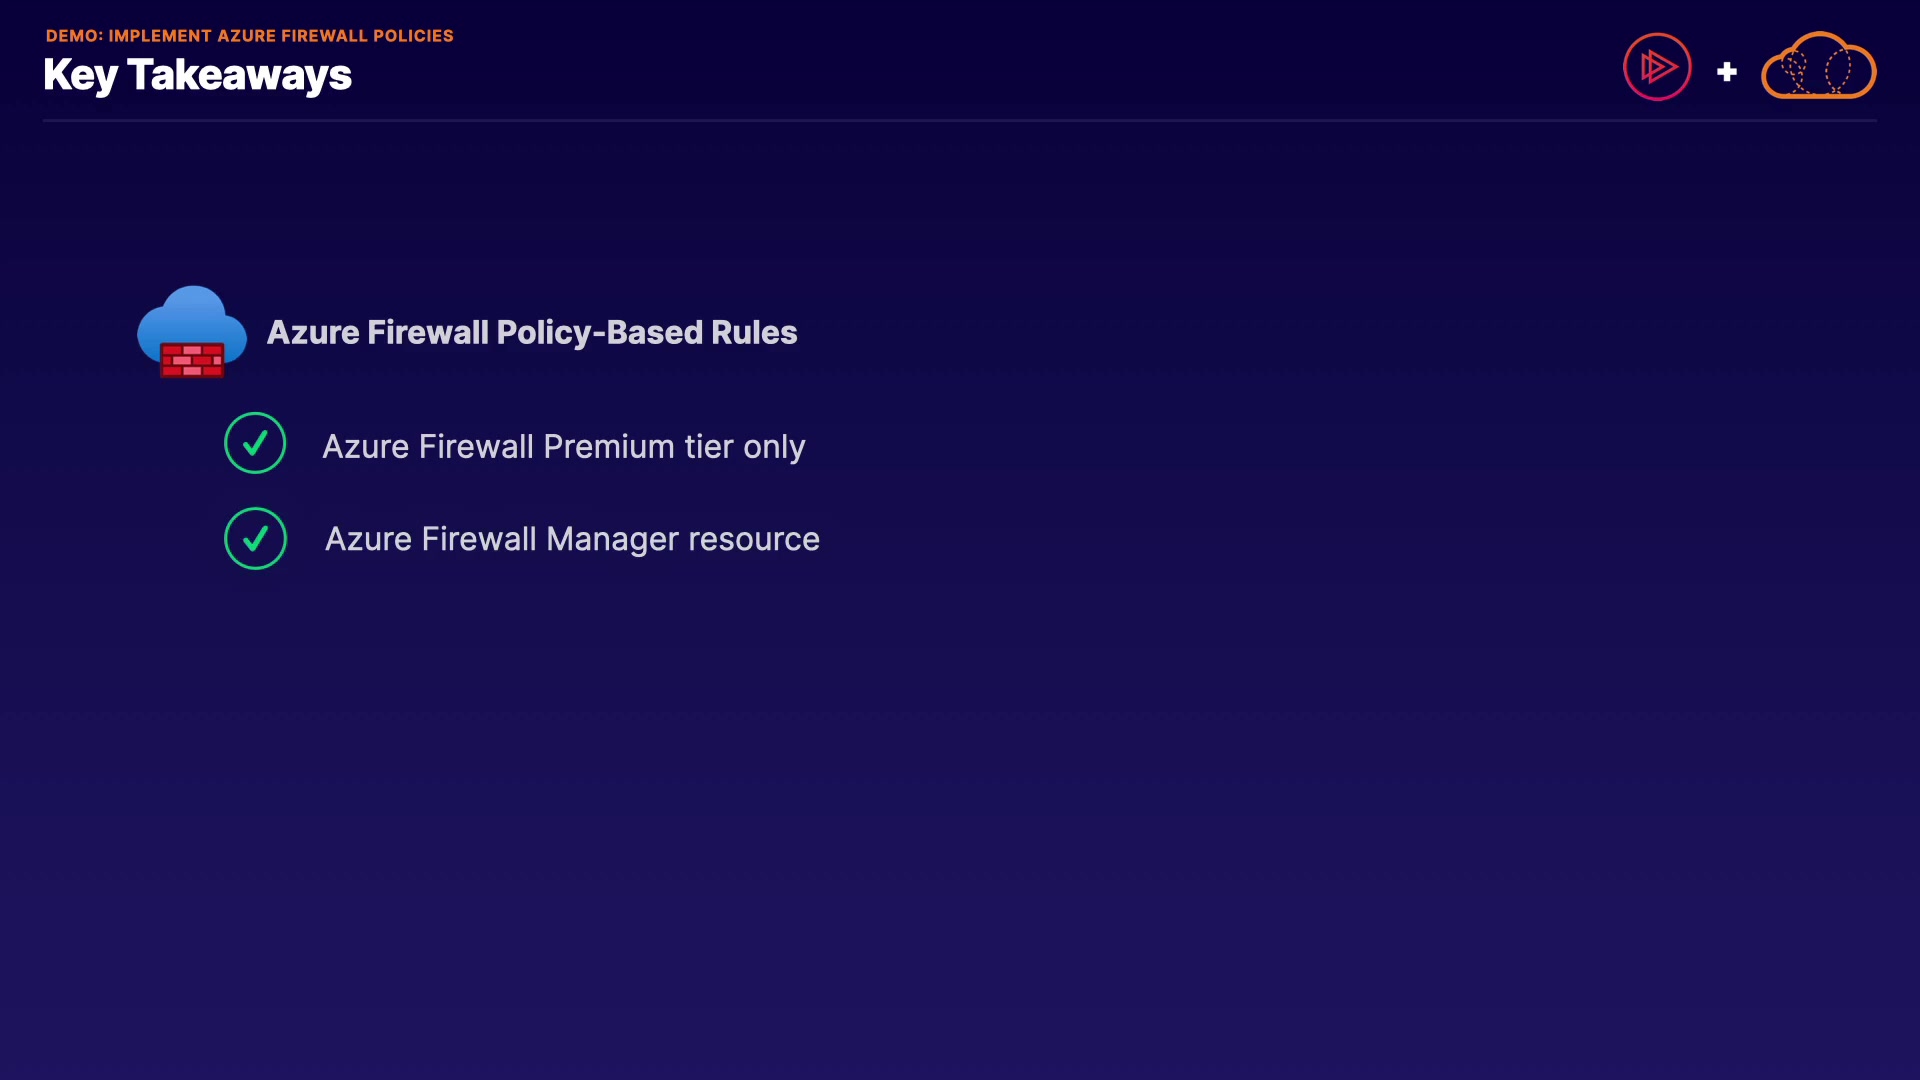 DEMO: IMPLEMENT AZURE FIREWALL POLICIES
Key Takeaways
Azure Firewall Policy-Based Rules
Azure Firewall Premium tier only
Azure Firewall Manager resource